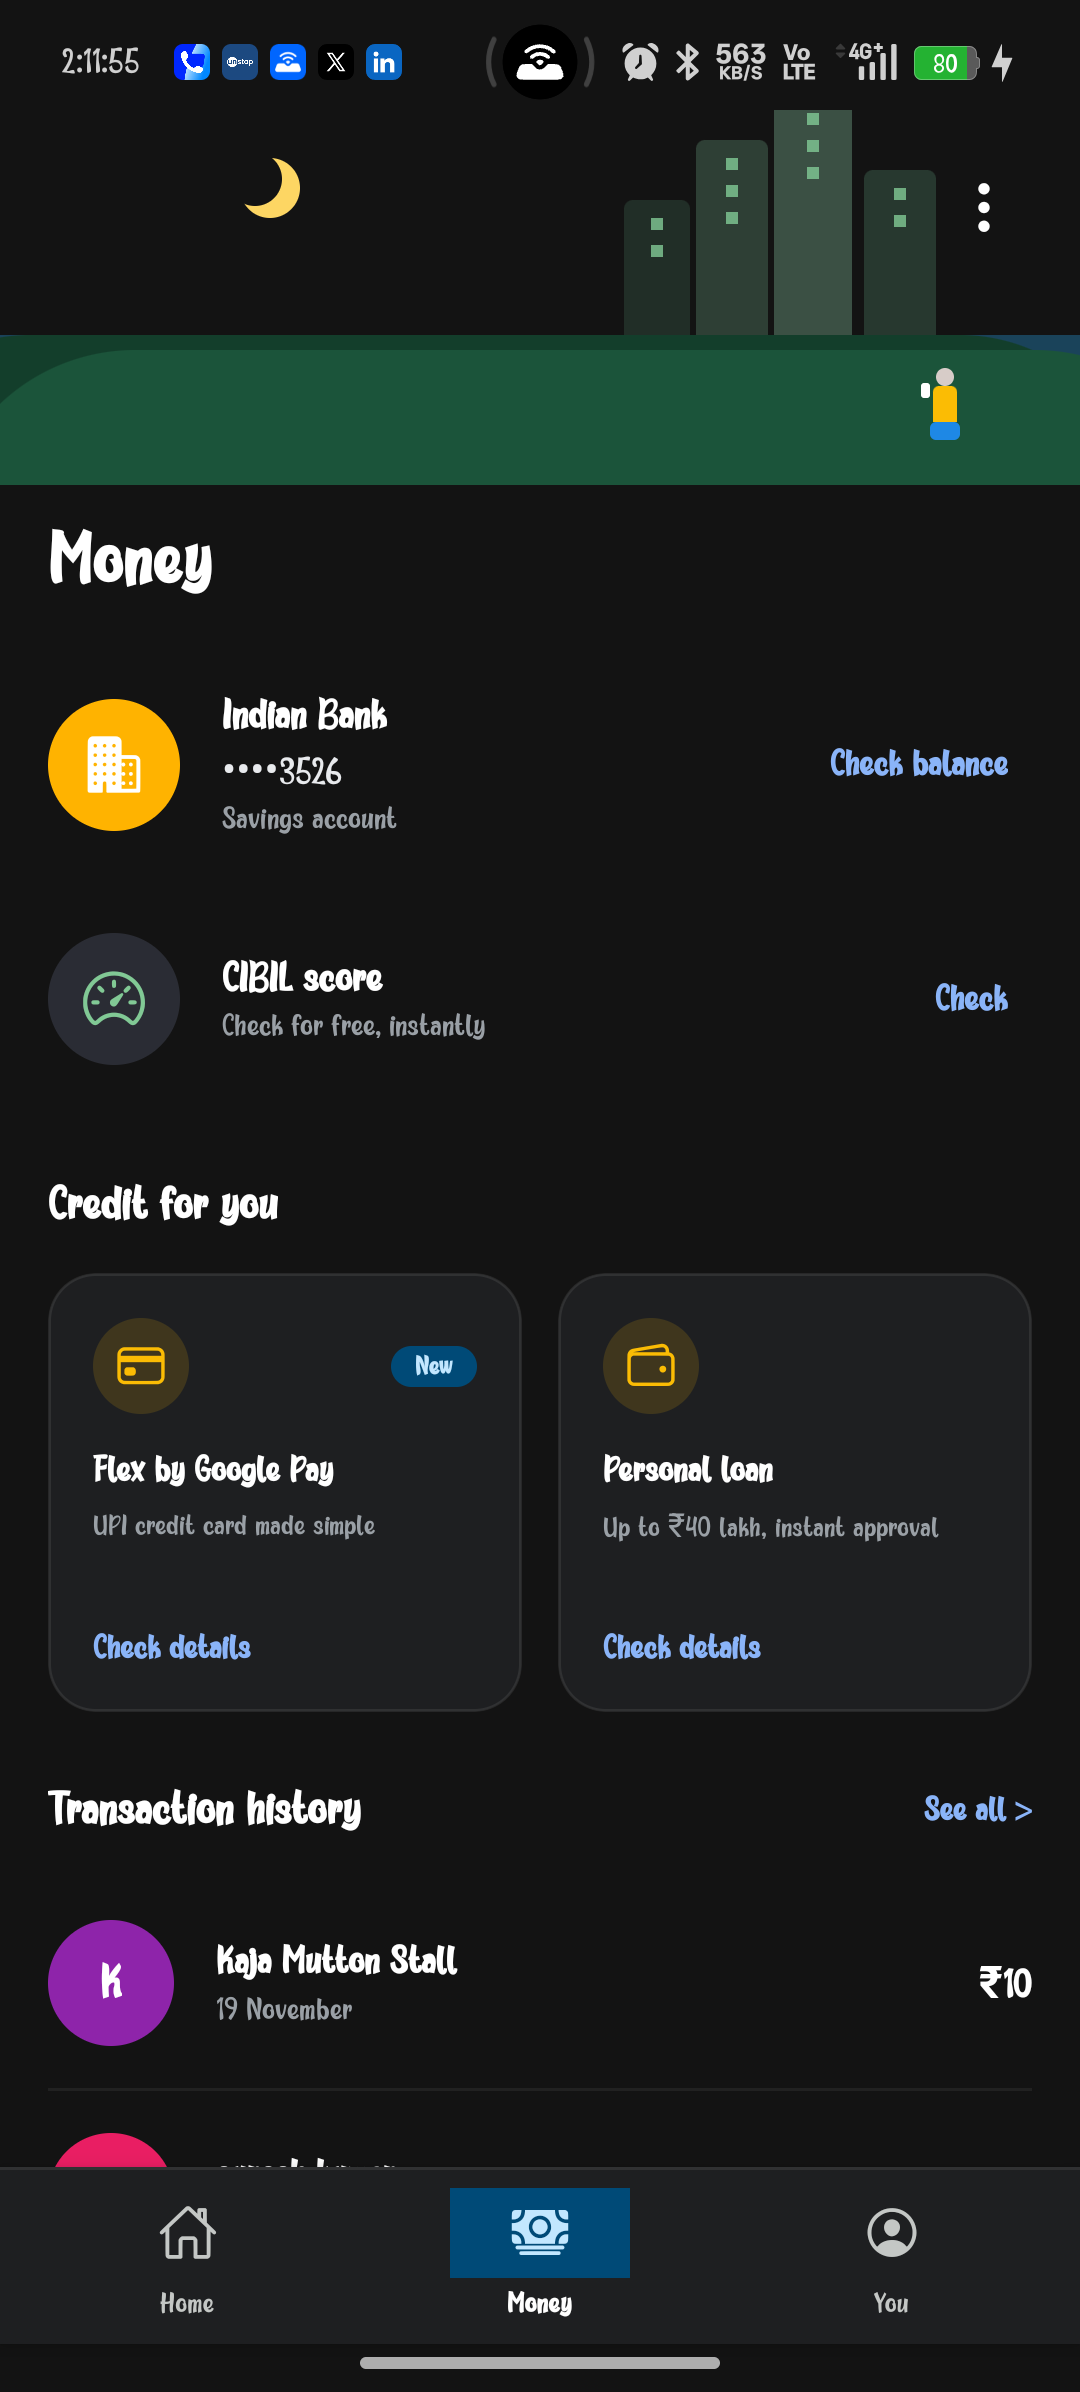 2:11:55
unstop
X
in
563
KB/S
Vo
LTE
4G+
80
Money
Indian Bank
••••3526
Savings account
Check balance
CIBIL score
Check for free, instantly
Check
Credit for you
New
Flex by Google Pay
UPI credit card made simple
Check details
Personal loan
Up to ₹40 lakh, instant approval
Check details
Transaction history
See all >
K
Kaja Mutton Stall
19 November
₹10
Home
Money
You